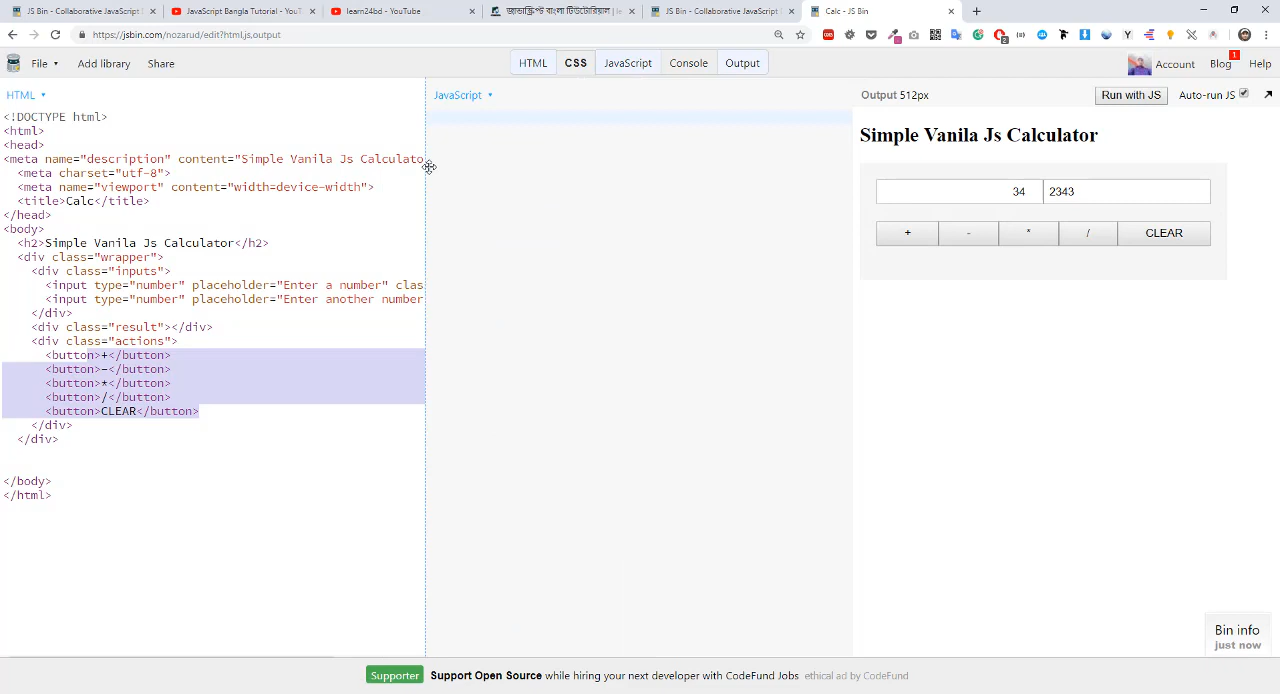 JS Bin - Collaborative JavaScript
JavaScript Bangla Tutorial - YouT
learn24bd - YouTube
জাভাস্ক্রিপ্ট বাংলা টিউটোরিয়াল | le
JS Bin - Collaborative JavaScript
Calc - JS Bin
https://jsbin.com/nozarud/edit?html,js,output
File
Add library
Share
HTML
CSS
JavaScript
Console
Output
Account
Blog
1
Help
HTML
<!DOCTYPE html>
<html>
<head>
<meta name="description" content="Simple Vanila Js Calculato
<meta charset="utf-8">
<meta name="viewport" content="width=device-width">
<title>Calc</title>
</head>
<body>
<h2>Simple Vanila Js Calculator</h2>
<div class="wrapper">
<div class="inputs">
<input type="number" placeholder="Enter a number" clas
<input type="number" placeholder="Enter another number
</div>
<div class="result"></div>
<div class="actions">
<button>+</button>
<button>-</button>
<button>*</button>
<button>/</button>
<button>CLEAR</button>
</div>
</div>
</body>
</html>
JavaScript
Output 512px
Run with JS
Auto-run JS
Simple Vanila Js Calculator
34
2343
+
-
*
/
CLEAR
Bin info
just now
Supporter
Support Open Source while hiring your next developer with CodeFund Jobs ethical ad by CodeFund